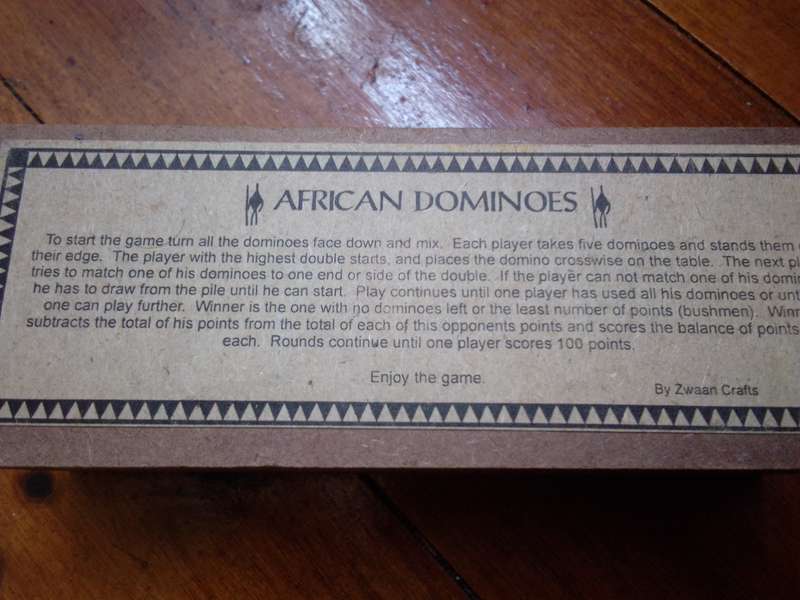 AFRICAN DOMINOES
To start the game turn all the dominoes face down and mix. Each player takes five dominoes and stands them
their edge. The player with the highest double starts, and places the domino crosswise on the table. The next
tries to match one of his dominoes to one end or side of the double. If the player can not match one of his
he has to draw from the pile until he can start. Play continues until one player has used all his dominoes or
one can play further. Winner is the one with no dominoes left or the least number of points (bushmen).
subtracts the total of his points from the total of each of this opponents points and scores the balance of points
each. Rounds continue until one player scores 100 points.
Enjoy the game.
By Zwaan Crafts